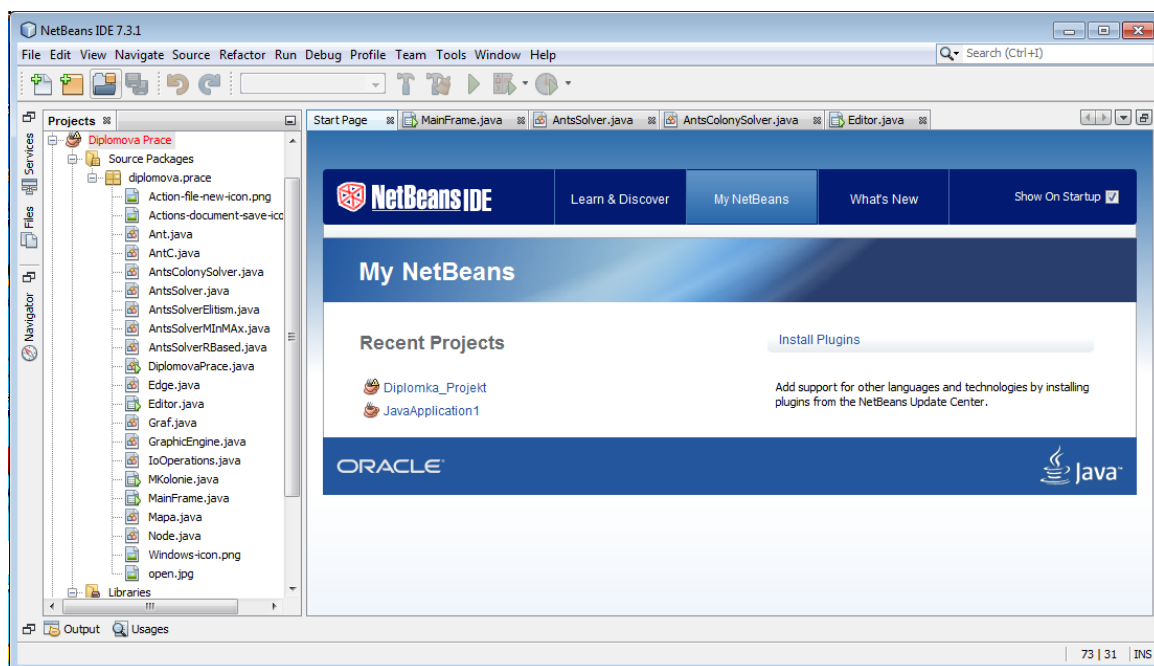 NetBeans IDE 7.3.1
File Edit View Navigate Source Refactor Run Debug Profile Team Tools Window Help
Search (Ctrl+I)
Services
Files
Navigator
Projects
Diplomova Prace
Source Packages
diplomova.prace
Action-file-new-icon.png
Actions-document-save-ico
Ant.java
AntC.java
AntsColonySolver.java
AntsSolver.java
AntsSolverElitism.java
AntsSolverMInMAx.java
AntsSolverRBased.java
DiplomovaPrace.java
Edge.java
Editor.java
Graf.java
GraphicEngine.java
IoOperations.java
MKolonie.java
MainFrame.java
Mapa.java
Node.java
Windows-icon.png
open.jpg
Libraries
Start Page MainFrame.java AntsSolver.java AntsColonySolver.java Editor.java
NetBeans IDE
Learn & Discover
My NetBeans
What's New
Show On Startup
My NetBeans
Recent Projects
Diplomka_Projekt
JavaApplication1
Install Plugins
Add support for other languages and technologies by installing
plugins from the NetBeans Update Center.
ORACLE
Java
Output Usages
73 | 31 INS